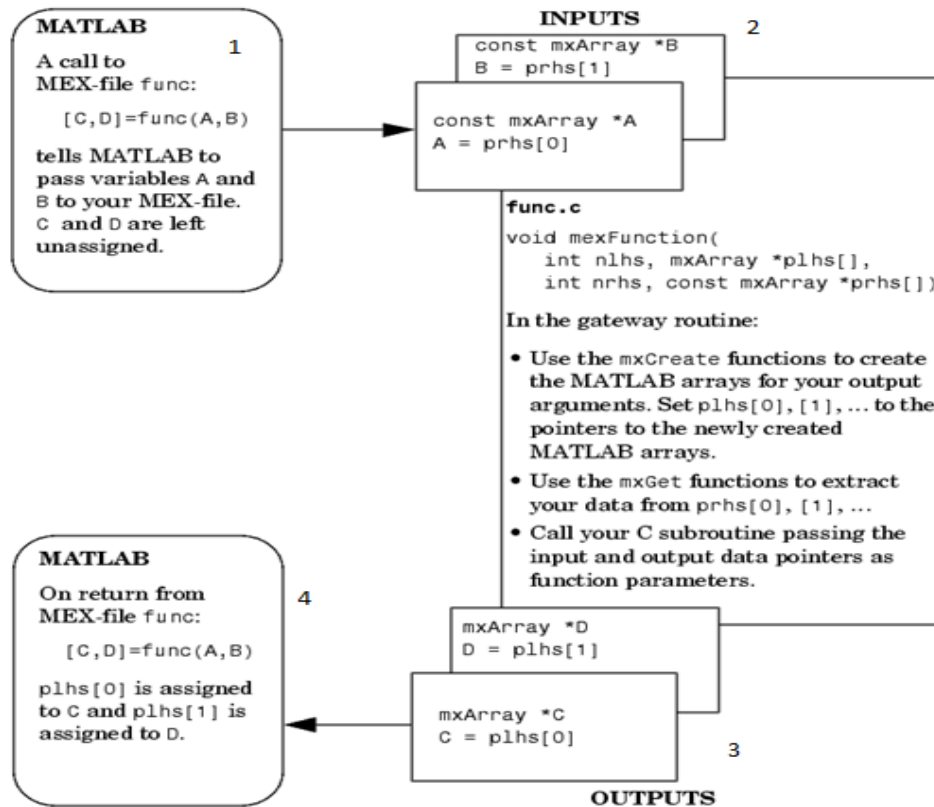 MATLAB
1
A call to
MEX-file func:
[C,D]=func(A,B)
tells MATLAB to
pass variables A and
B to your MEX-file.
C and D are left
unassigned.
INPUTS
2
const mxArray *B
B = prhs[1]
const mxArray *A
A = prhs[0]
func.c
void mexFunction(
int nlhs, mxArray *plhs[],
int nrhs, const mxArray *prhs[])
In the gateway routine:
• Use the mxCreate functions to create
the MATLAB arrays for your output
arguments. Set plhs[0], [1], ... to the
pointers to the newly created
MATLAB arrays.
• Use the mxGet functions to extract
your data from prhs[0], [1], ...
• Call your C subroutine passing the
input and output data pointers as
function parameters.
mxArray *D
D = plhs[1]
mxArray *C
C = plhs[0]
3
OUTPUTS
MATLAB
4
On return from
MEX-file func:
[C,D]=func(A,B)
plhs[0] is assigned
to C and plhs[1] is
assigned to D.